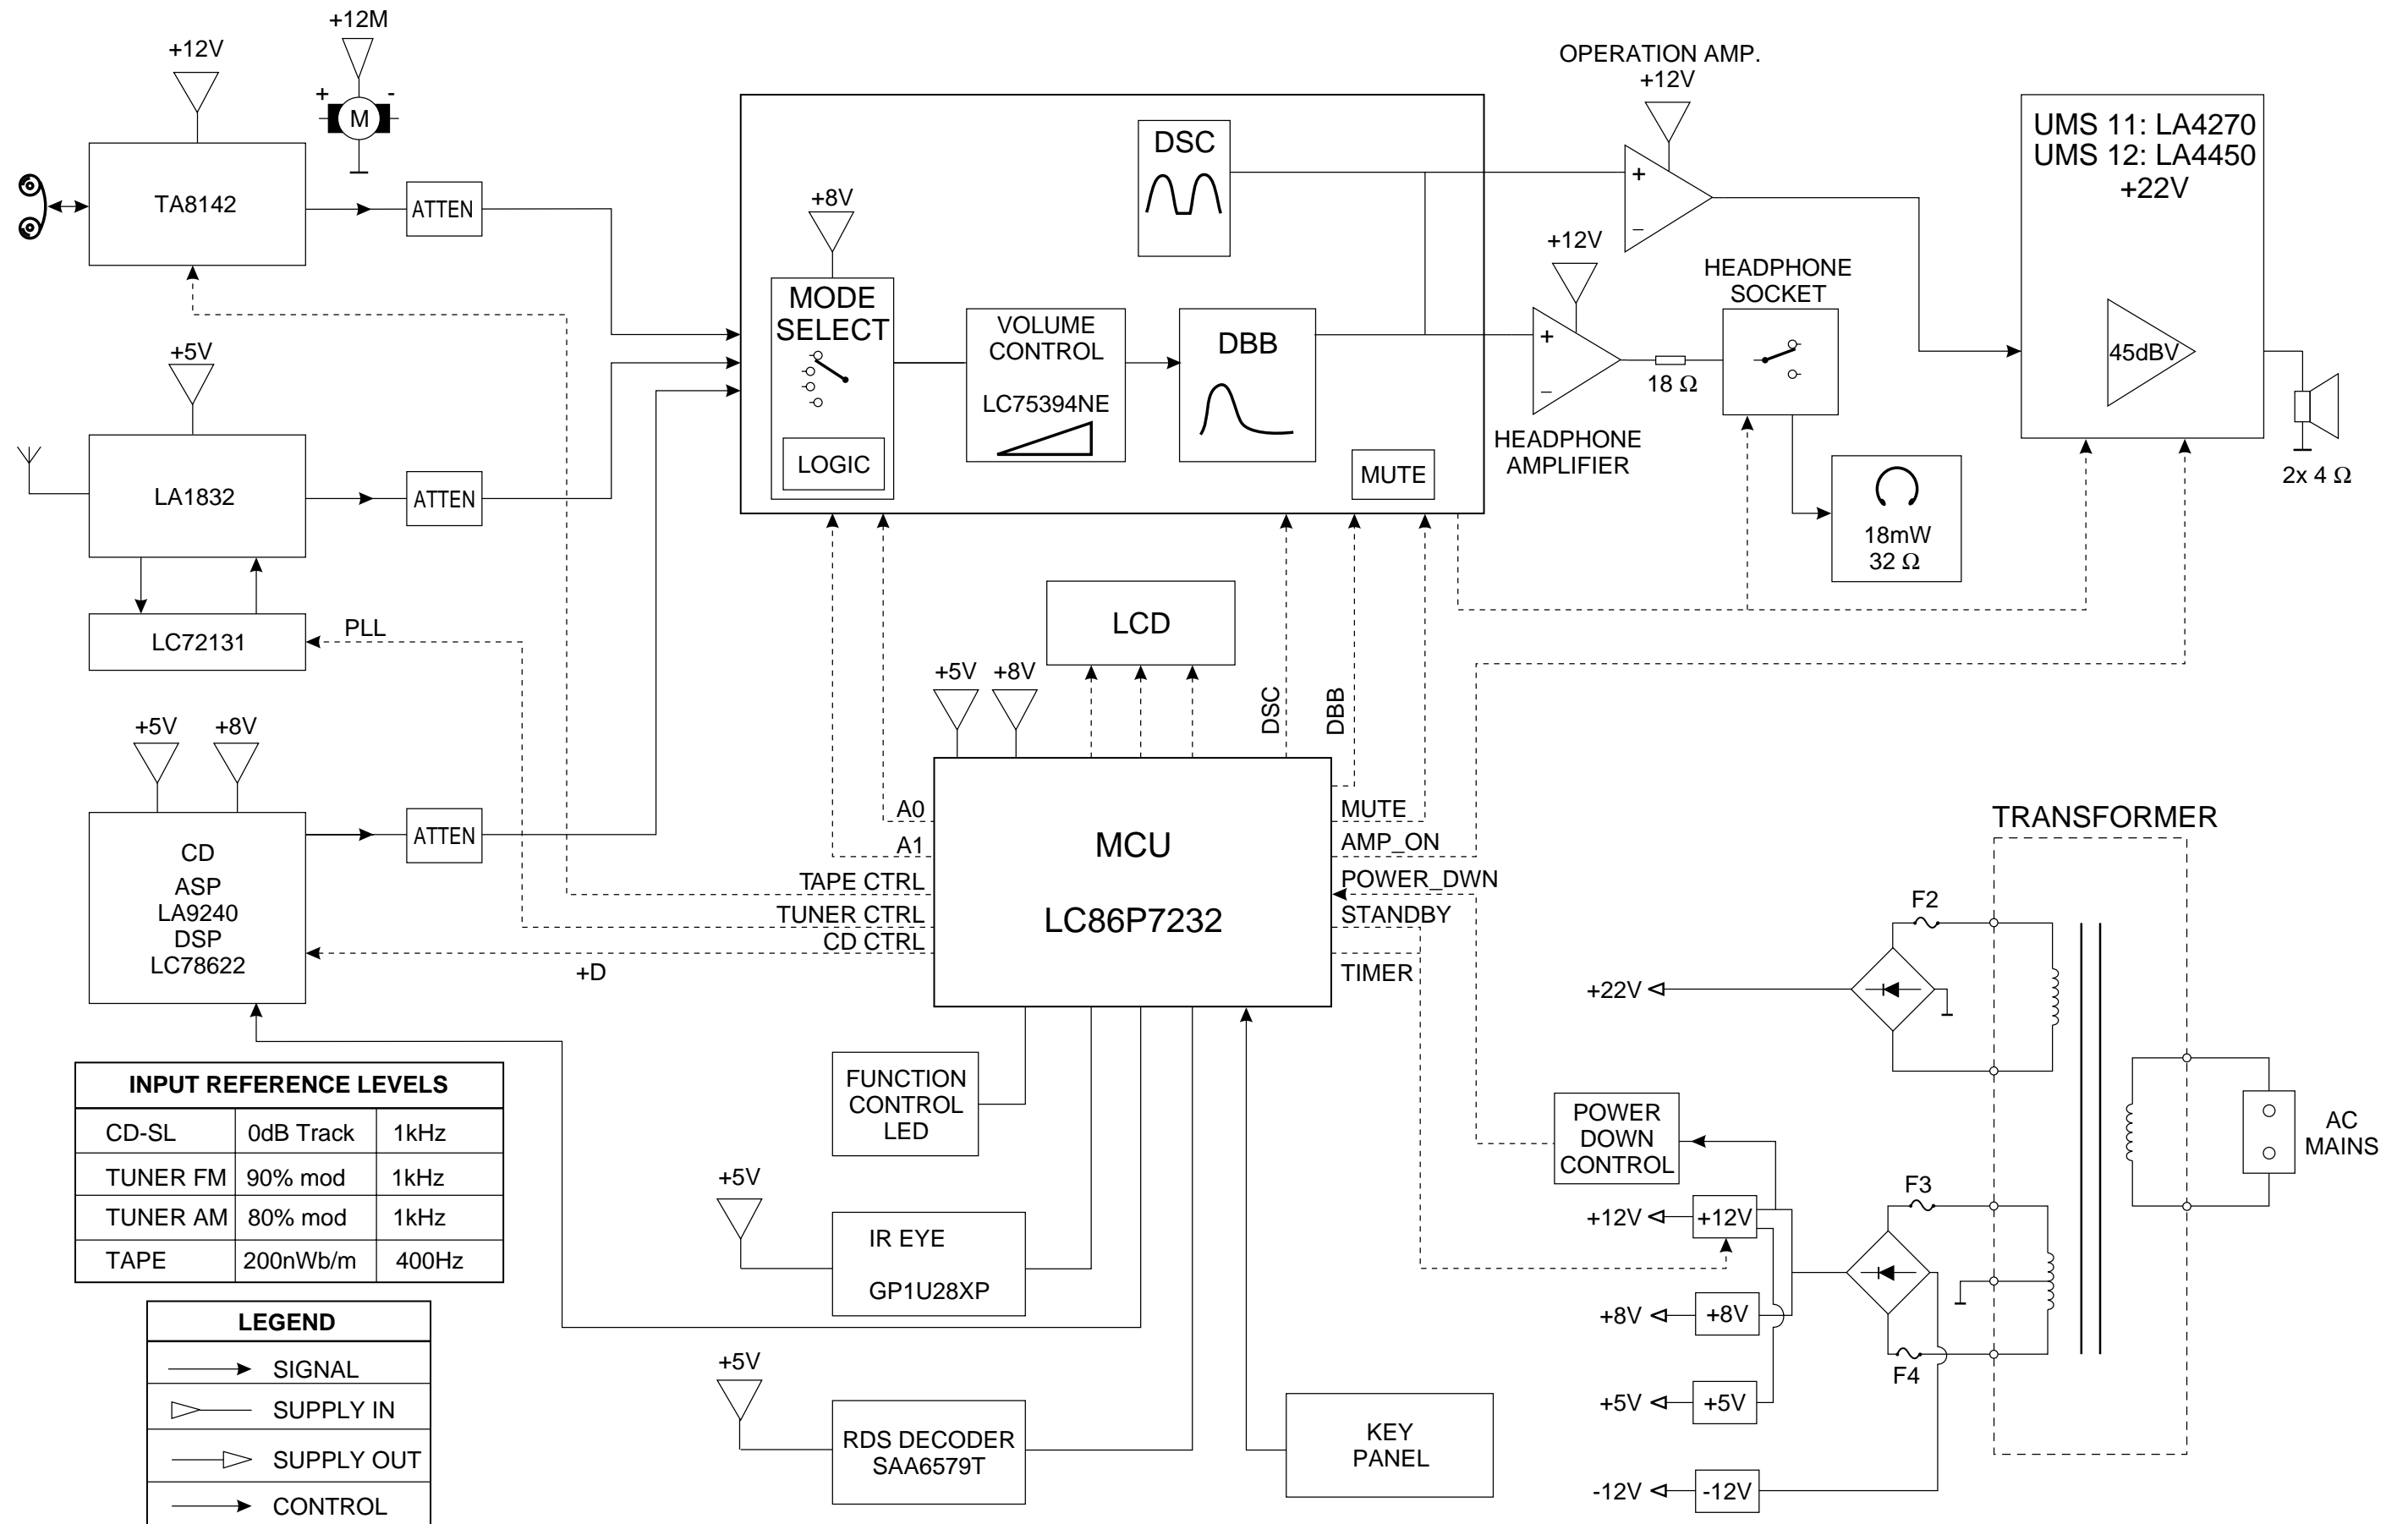 +12M
+12V
+
-
M
TA8142
ATTEN
+5V
LA1832
ATTEN
LC72131
PLL
+5V
+8V
CD
ASP
LA9240
DSP
LC78622
ATTEN
+D
+8V
MODE
SELECT
LOGIC
VOLUME
CONTROL
LC75394NE
DSC
DBB
MUTE
OPERATION AMP.
+12V
+
–
+12V
+
–
HEADPHONE
AMPLIFIER
18 Ω
HEADPHONE
SOCKET
18mW
32 Ω
UMS 11: LA4270
UMS 12: LA4450
+22V
45dBV
2x 4 Ω
LCD
+5V
+8V
DSC
DBB
A0
A1
TAPE CTRL
TUNER CTRL
CD CTRL
MCU
LC86P7232
MUTE
AMP_ON
POWER_DWN
STANDBY
TIMER
FUNCTION
CONTROL
LED
+5V
IR EYE
GP1U28XP
+5V
RDS DECODER
SAA6579T
KEY
PANEL
TRANSFORMER
F2
+22V
POWER
DOWN
CONTROL
F3
+12V
+12V
+8V
+8V
F4
+5V
+5V
-12V
-12V
AC
MAINS
INPUT REFERENCE LEVELS
CD-SL 0dB Track 1kHz
TUNER FM 90% mod 1kHz
TUNER AM 80% mod 1kHz
TAPE 200nWb/m 400Hz
LEGEND
SIGNAL
SUPPLY IN
SUPPLY OUT
CONTROL